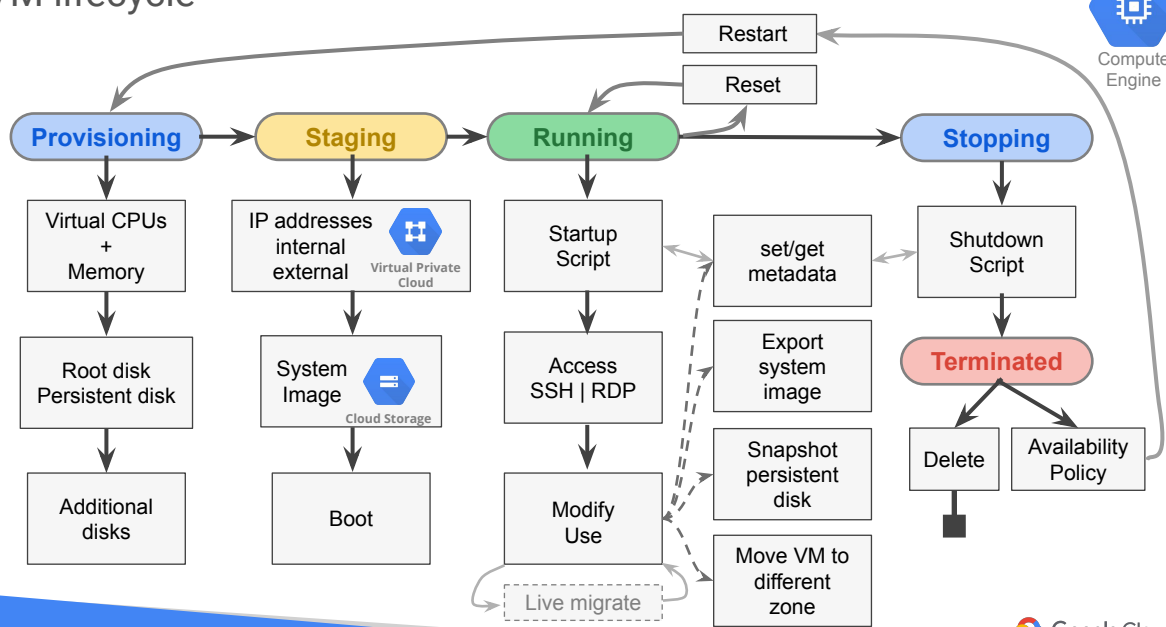 VM lifecycle
Restart
Compute
Engine
Reset
Provisioning
Staging
Running
Stopping
Virtual CPUs
+
Memory
IP addresses
internal
external
Virtual Private
Cloud
Startup
Script
set/get
metadata
Shutdown
Script
Root disk
Persistent disk
System
Image
Cloud Storage
Access
SSH | RDP
Export
system
image
Terminated
Delete
Availability
Policy
Additional
disks
Boot
Modify
Use
Snapshot
persistent
disk
Live migrate
Move VM to
different
zone